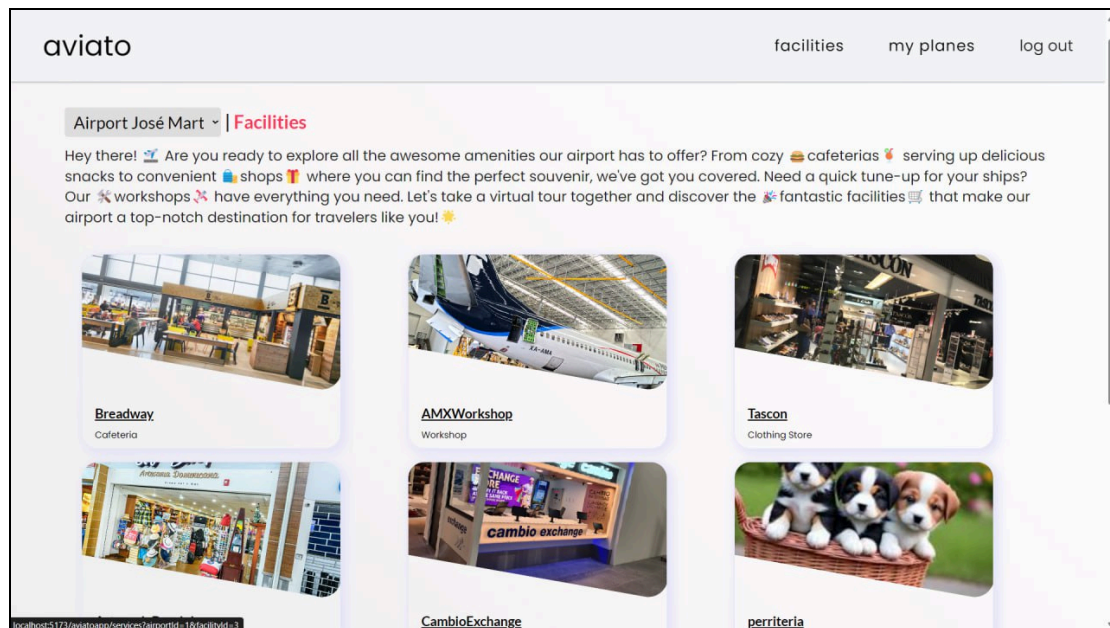 aviato
facilities my planes log out
Airport José Mart | Facilities
Hey there! 🛫 Are you ready to explore all the awesome amenities our airport has to offer? From cozy 🍔cafeterias🍹 serving up delicious
snacks to convenient 🛍️shops🎁 where you can find the perfect souvenir, we've got you covered. Need a quick tune-up for your ships?
Our 🛠️workshops🚀 have everything you need. Let's take a virtual tour together and discover the 🎉fantastic facilities🛒 that make our
airport a top-notch destination for travelers like you!🌟
TASCON
XA-AMA
Breadway
Cafeteria
AMXWorkshop
Workshop
Tascon
Clothing Store
cambio exchange
CambioExchange
perriteria
localhost:5173/aviatoapp/services?airportId=1&facilityId=3